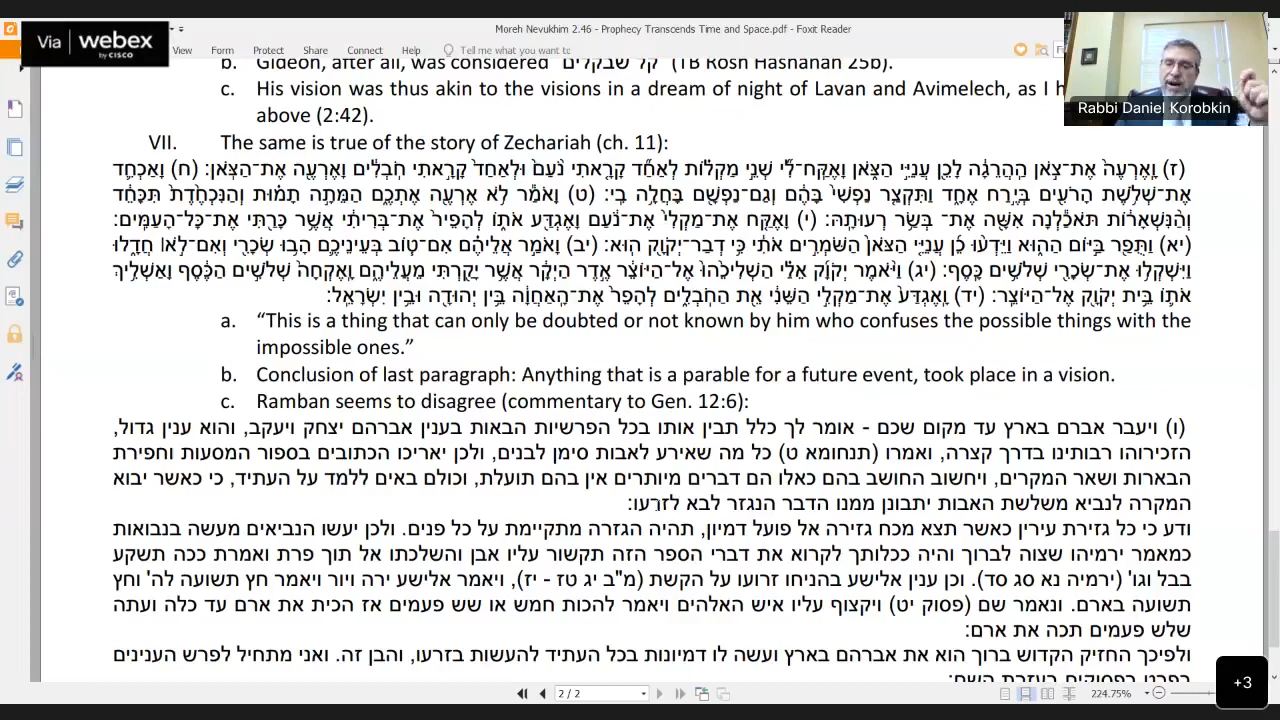 Moreh Nevukhim 2.46 - Prophecy Transcends Time and Space.pdf - Foxit Reader
Via webex
by CISCO
View Form Protect Share Connect Help Tell me what you want to
Rabbi Daniel Korobkin
b. Gideon, after all, was considered "קל שבקלים" (TB Rosh Hashanah 25b).
c. His vision was thus akin to the visions in a dream of night of Lavan and Avimelech, as I h
above (2:42).
VII. The same is true of the story of Zechariah (ch. 11):
(ז) וָֽאֶרְעֶה֙ אֶת־צֹ֣אן הַֽהֲרֵגָ֔ה לָכֵ֖ן עֲנִיֵּ֣י הַצֹּ֑אן וָאֶקַּֽח־לִ֞י שְׁנֵ֣י מַקְל֗וֹת לְאַחַ֞ד קָרָ֤אתִי נֹ֙עַם֙ וּלְאַחַד֙ קָרָ֣אתִי חֹֽבְלִ֔ים וָאֶרְעֶ֖ה אֶת־הַצֹּֽאן: (ח) וָאַכְחִ֛ד
אֶת־שְׁלֹ֥שֶׁת הָרֹעִ֖ים בְּיֶ֣רַח אֶחָ֑ד וַתִּקְצַ֤ר נַפְשִׁי֙ בָּהֶ֔ם וְגַם־נַפְשָׁ֖ם בָּחֲלָ֥ה בִֽי: (ט) וָאֹמַ֕ר לֹ֥א אֶרְעֶ֖ה אֶתְכֶ֑ם הַמֵּתָ֣ה תָמ֗וּת וְהַנִּכְחֶ֙דֶת֙ תִּכָּחֵ֔ד
וְהַ֨נִּשְׁאָר֔וֹת תֹּאכַ֕לְנָה אִשָּׁ֖ה אֶת־ בְּשַׂ֥ר רְעוּתָֽהּ: (י) וָאֶקַּ֤ח אֶת־מַקְלִי֙ אֶת־נֹ֔עַם וָאֶגְדַּ֖ע אֹת֑וֹ לְהָפֵיר֙ אֶת־בְּרִיתִ֔י אֲשֶׁ֥ר כָּרַ֖תִּי אֶת־כָּל־הָעַמִּֽים:
(יא) וַתֻּפַ֖ר בַּיּ֣וֹם הַה֑וּא וַיֵּדְע֨וּ כֵ֜ן עֲנִיֵּ֤י הַצֹּאן֙ הַשֹּׁמְרִ֣ים אֹתִ֔י כִּ֥י דְבַר־יְקֹוָ֖ק הֽוּא: (יב) וָאֹמַ֣ר אֲלֵיהֶ֗ם אִם־ט֧וֹב בְּעֵינֵיכֶ֛ם הָב֥וּ שְׂכָרִ֖י וְאִם־לֹ֣א׀ חֲדָ֑לוּ
וַיִּשְׁקְל֥וּ אֶת־שְׂכָרִ֖י שְׁלֹשִׁ֥ים כָּֽסֶף: (יג) וַיֹּ֨אמֶר יְקֹוָ֜ק אֵלַ֗י הַשְׁלִיכֵ֙הוּ֙ אֶל־הַיּוֹצֵ֔ר אֶ֣דֶר הַיְקָ֔ר אֲשֶׁ֥ר יָקַ֖רְתִּי מֵֽעֲלֵיהֶ֑ם וָֽאֶקְחָה֙ שְׁלֹשִׁ֣ים הַכֶּ֔סֶף וָאַשְׁלִ֥יךְ
אֹת֛וֹ בֵּ֥ית יְקֹוָ֖ק אֶל־הַיּוֹצֵֽר: (יד) וָֽאֶגְדַּע֙ אֶת־מַקְלִ֣י הַשֵּׁנִ֔י אֵ֖ת הַחֹֽבְלִ֑ים לְהָפֵר֙ אֶת־הָֽאַחֲוָ֔ה בֵּ֥ין יְהוּדָ֖ה וּבֵ֥ין יִשְׂרָאֵֽל:
a. "This is a thing that can only be doubted or not known by him who confuses the possible things with the
impossible ones."
b. Conclusion of last paragraph: Anything that is a parable for a future event, took place in a vision.
c. Ramban seems to disagree (commentary to Gen. 12:6):
(ו) ויעבר אברם בארץ עד מקום שכם - אומר לך כלל תבין אותו בכל הפרשיות הבאות בענין אברהם יצחק ויעקב, והוא ענין גדול,
הזכירוהו רבותינו בדרך קצרה, ואמרו (תנחומא ט) כל מה שאירע לאבות סימן לבנים, ולכן יאריכו הכתובים בספור המסעות וחפירת
הבארות ושאר המקרים, ויחשוב החושב בהם כאלו הם דברים מיותרים אין בהם תועלת, וכולם באים ללמד על העתיד, כי כאשר יבוא
המקרה לנביא משלשת האבות יתבונן ממנו הדבר הנגזר לבא לזרעו:
ודע כי כל גזירת עירין כאשר תצא מכח גזירה אל פועל דמיון, תהיה הגזרה מתקיימת על כל פנים. ולכן יעשו הנביאים מעשה בנבואות
כמאמר ירמיהו שצוה לברוך והיה ככלותך לקרוא את דברי הספר הזה תקשור עליו אבן והשלכתו אל תוך פרת ואמרת ככה תשקע
בבל וגו' (ירמיה נא סג סד). וכן ענין אלישע בהניחו זרועו על הקשת (מ"ב יג טז - יז), ויאמר אלישע ירה ויור ויאמר חץ תשועה לה' וחץ
תשועה בארם. ונאמר שם (פסוק יט) ויקצוף עליו איש האלהים ויאמר להכות חמש או שש פעמים אז הכית את ארם עד כלה ועתה
שלש פעמים תכה את ארם:
ולפיכך החזיק הקדוש ברוך הוא את אברהם בארץ ועשה לו דמיונות בכל העתיד להעשות בזרעו, והבן זה. ואני מתחיל לפרש הענינים
בפרט בפסוקים בעזרת השם:
2 / 2
224.75%
+3